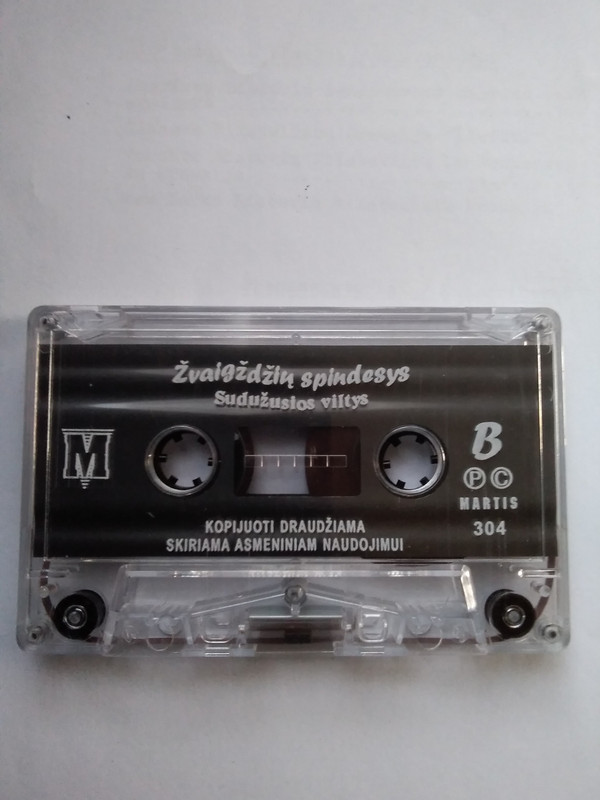 Žvaigždžių spindesys
Sudužusios viltys
M
B
Ⓟ Ⓒ
MARTIS
304
KOPIJUOTI DRAUDŽIAMA
SKIRIAMA ASMENINIAM NAUDOJIMUI